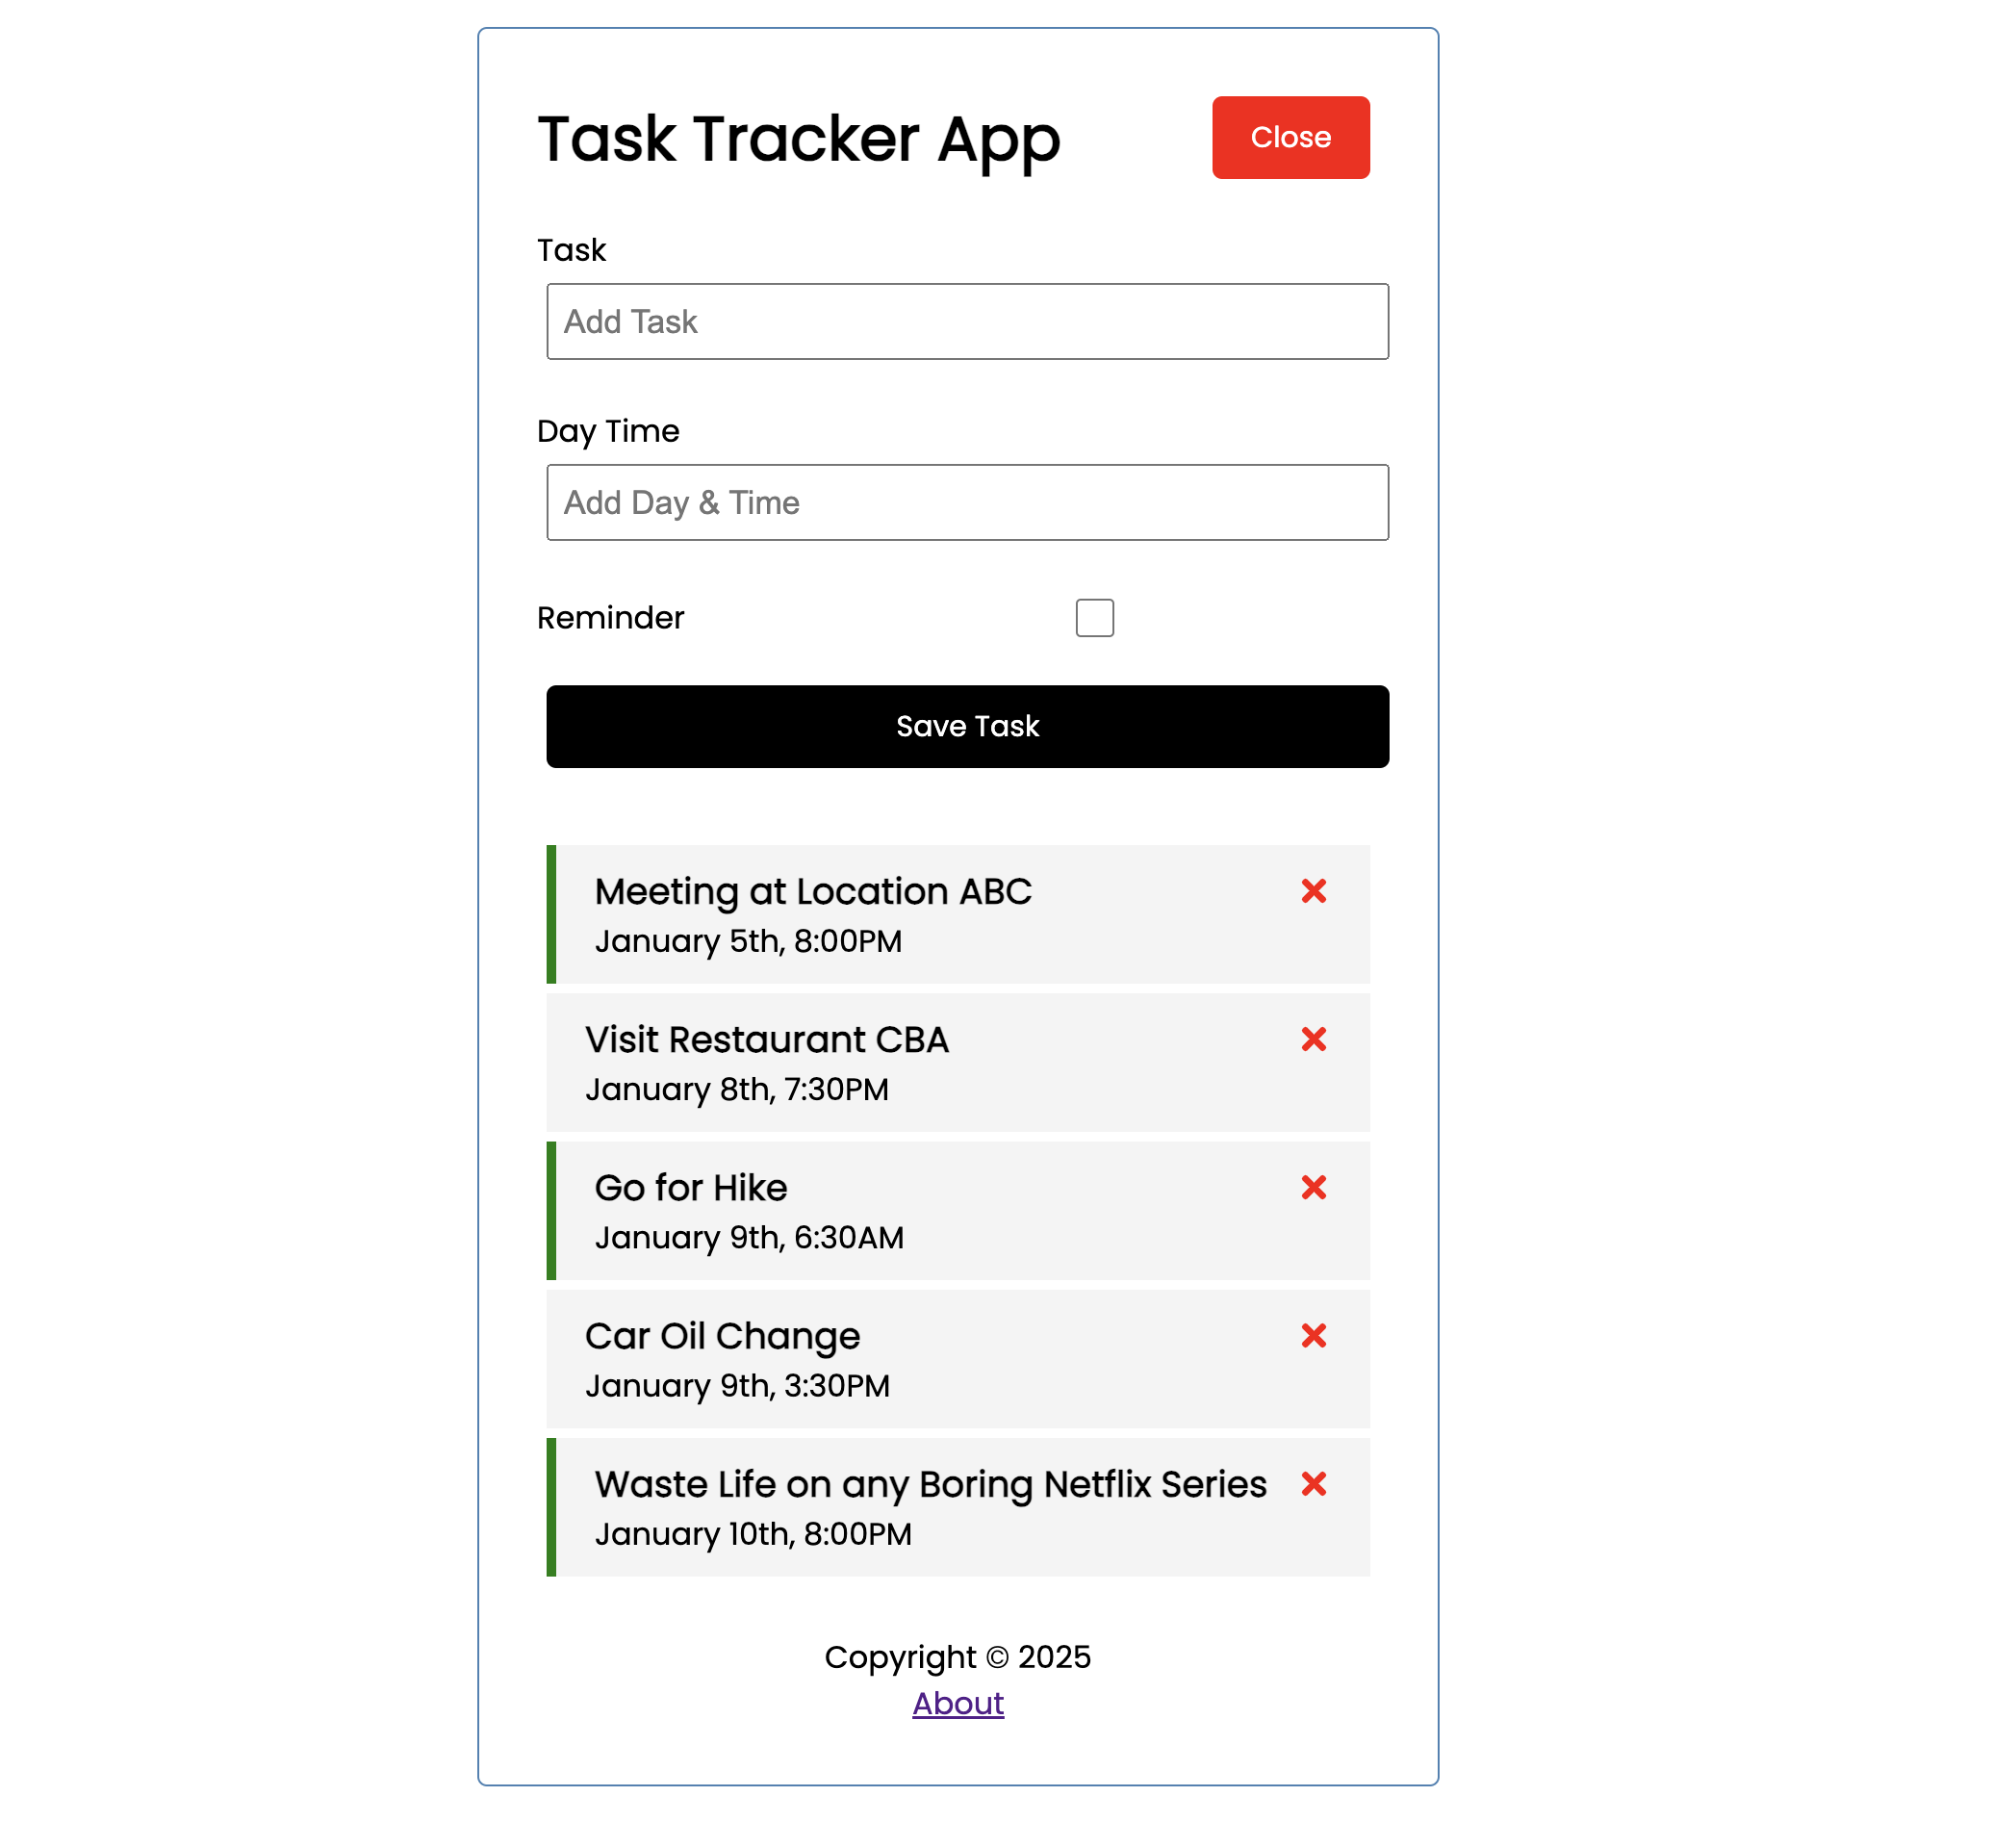 Task Tracker App
Close
Task
Add Task
Day Time
Add Day & Time
Reminder
Save Task
Meeting at Location ABC
January 5th, 8:00PM
Visit Restaurant CBA
January 8th, 7:30PM
Go for Hike
January 9th, 6:30AM
Car Oil Change
January 9th, 3:30PM
Waste Life on any Boring Netflix Series
January 10th, 8:00PM
Copyright © 2025
About